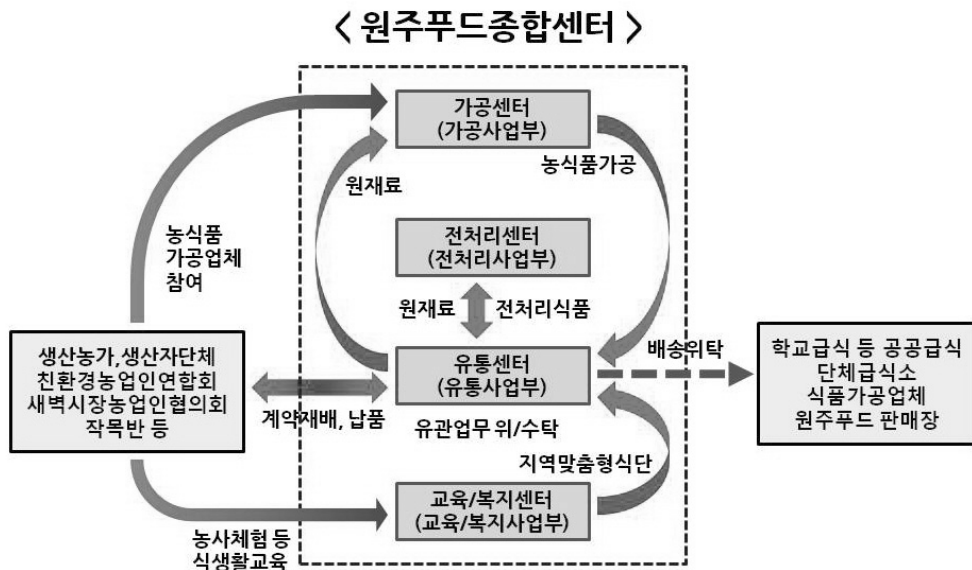 < 원주푸드종합센터 >
가공센터
(가공사업부)
원재료
농식품가공
농식품
가공업체
참여
전처리센터
(전처리사업부)
원재료
전처리식품
생산농가,생산자단체
친환경농업인연합회
새벽시장농업인협의회
작목반 등
계약재배, 납품
유통센터
(유통사업부)
유관업무 위/수탁
배송위탁
학교급식 등 공공급식
단체급식소
식품가공업체
원주푸드 판매장
지역맞춤형식단
교육/복지센터
(교육/복지사업부)
농사체험 등
식생활교육